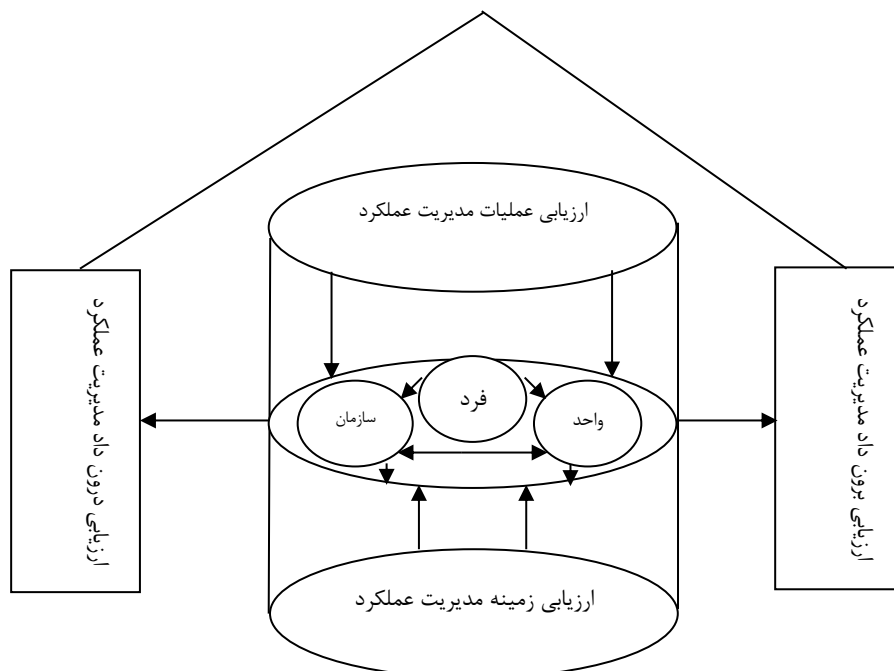 ارزیابی عملیات مدیریت عملکرد
ارزیابی برون داد مدیریت عملکرد
ارزیابی درون داد مدیریت عملکرد
فرد
واحد
سازمان
ارزیابی زمینه مدیریت عملکرد